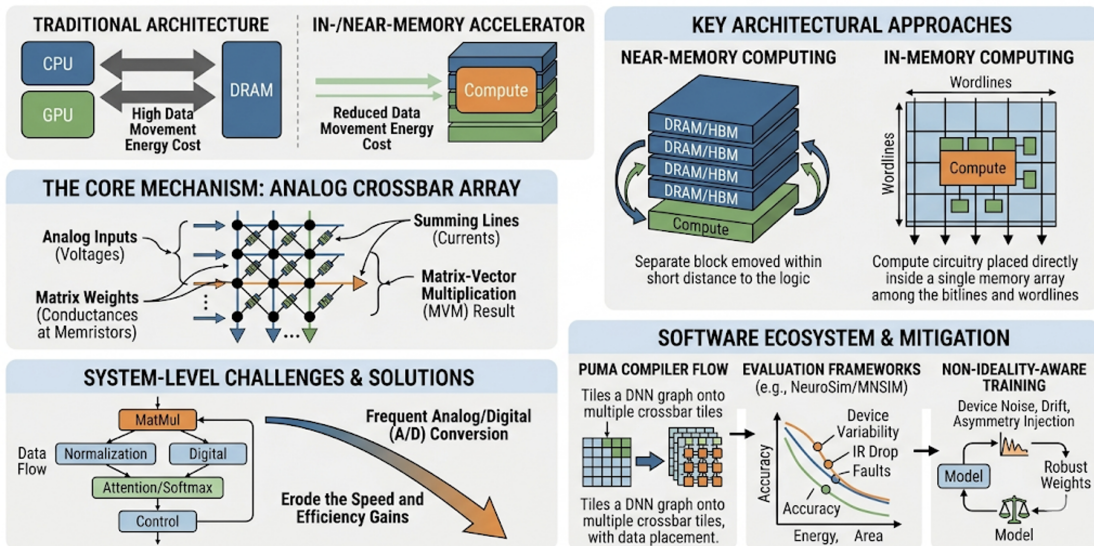 TRADITIONAL ARCHITECTURE
CPU
GPU
DRAM
High Data
Movement
Energy Cost
IN-/NEAR-MEMORY ACCELERATOR
Reduced Data
Movement Energy
Cost
Compute
THE CORE MECHANISM: ANALOG CROSSBAR ARRAY
Analog Inputs
(Voltages)
Matrix Weights
(Conductances
at Memristors)
Summing Lines
(Currents)
Matrix-Vector
Multiplication
(MVM) Result
SYSTEM-LEVEL CHALLENGES & SOLUTIONS
Data
Flow
MatMul
Normalization
Digital
Attention/Softmax
Control
Frequent Analog/Digital
(A/D) Conversion
Erode the Speed and
Efficiency Gains
KEY ARCHITECTURAL APPROACHES
NEAR-MEMORY COMPUTING
DRAM/HBM
DRAM/HBM
DRAM/HBM
DRAM/HBM
Compute
Separate block emoved within
short distance to the logic
IN-MEMORY COMPUTING
Wordlines
Wordlines
Compute
Compute circuitry placed directly
inside a single memory array
among the bitlines and wordlines
SOFTWARE ECOSYSTEM & MITIGATION
PUMA COMPILER FLOW
Tiles a DNN graph onto
multiple crossbar tiles
Tiles a DNN graph onto
multiple crossbar tiles,
with data placement.
EVALUATION FRAMEWORKS
(e.g., NeuroSim/MNSIM)
Accuracy
Device
Variability
IR Drop
Faults
Accuracy
Energy, Area
NON-IDEALITY-AWARE
TRAINING
Device Noise, Drift,
Asymmetry Injection
Model
Robust
Weights
Model